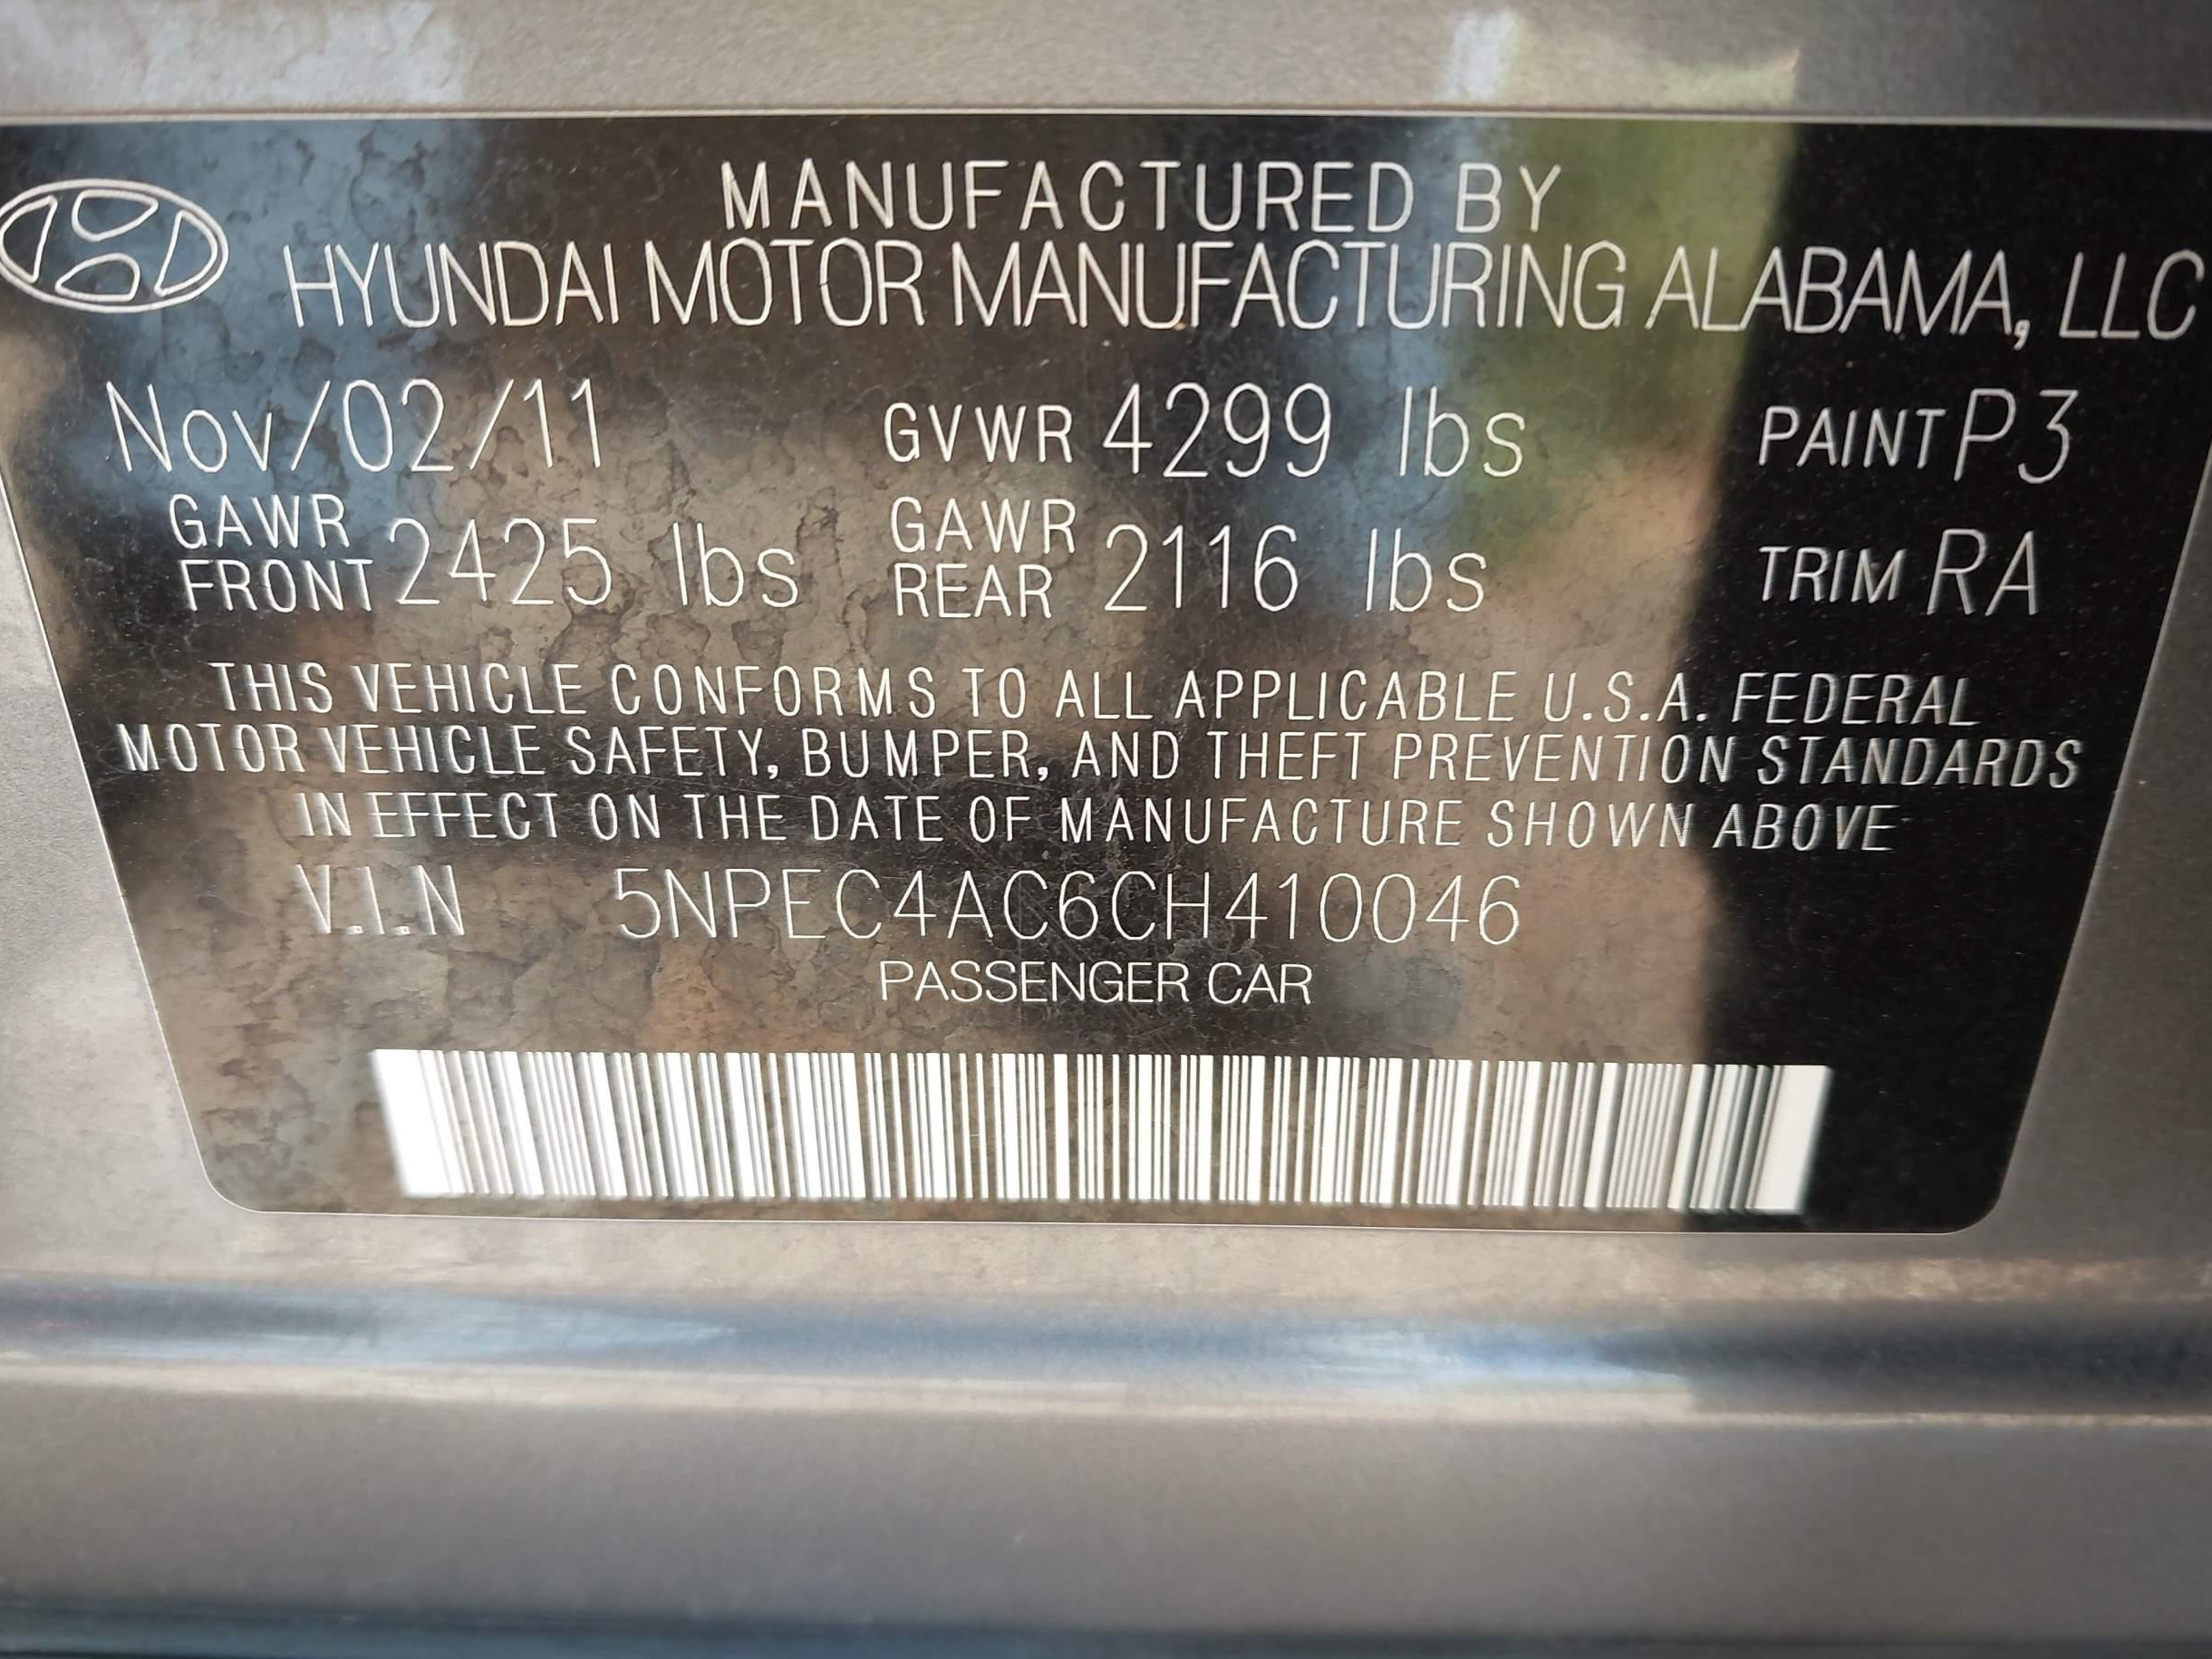 MANUFACTURED BY
HYUNDAI MOTOR MANUFACTURING ALABAMA, LLC
Nov/02/11 GVWR 4299 lbs PAINT P3
GAWR FRONT 2425 lbs GAWR REAR 2116 lbs TRIM RA
THIS VEHICLE CONFORMS TO ALL APPLICABLE U.S.A. FEDERAL
MOTOR VEHICLE SAFETY, BUMPER, AND THEFT PREVENTION STANDARDS
IN EFFECT ON THE DATE OF MANUFACTURE SHOWN ABOVE
V.I.N 5NPEC4AC6CH410046
PASSENGER CAR